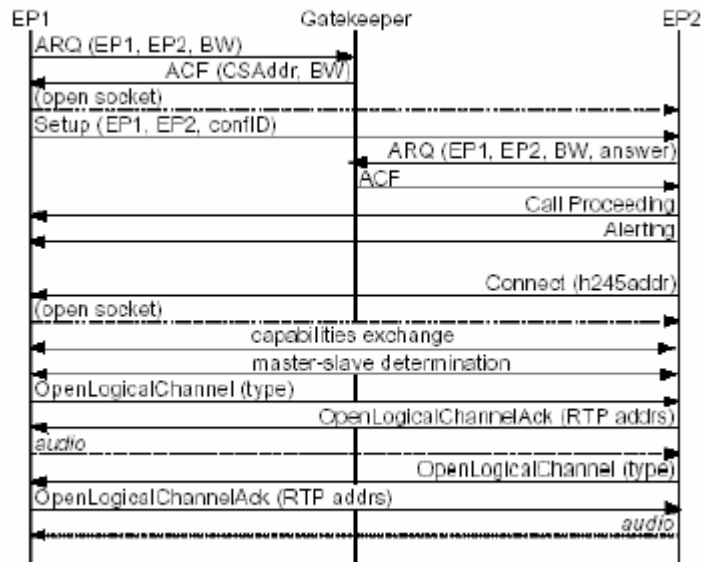 EP1 Gatekeeper EP2
ARQ (EP1, EP2, BW)
ACF (CSAddr, BW)
(open socket)
Setup (EP1, EP2, confID)
ARQ (EP1, EP2, BW, answer)
ACF
Call Proceeding
Alerting
Connect (h245addr)
(open socket)
capabilities exchange
master-slave determination
OpenLogicalChannel (type)
OpenLogicalChannelAck (RTP addrs)
audio
OpenLogicalChannel (type)
OpenLogicalChannelAck (RTP addrs)
audio